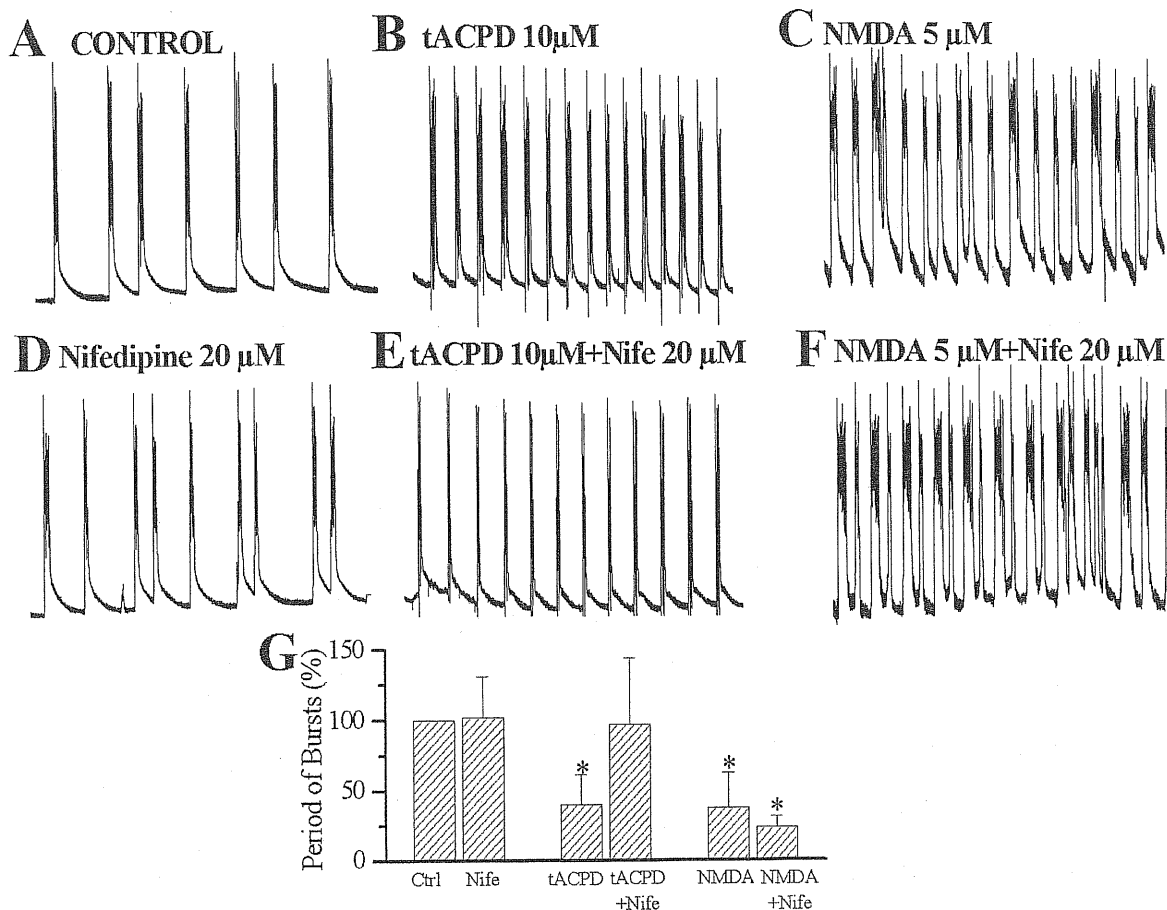 A CONTROL
B tACPD 10µM
C NMDA 5 µM
D Nifedipine 20 µM
E tACPD 10µM+Nife 20 µM
F NMDA 5 µM+Nife 20 µM
G
Period of Bursts (%)
150
100
50
0
*
*
*
Ctrl
Nife
tACPD
tACPD
+Nife
NMDA
NMDA
+Nife